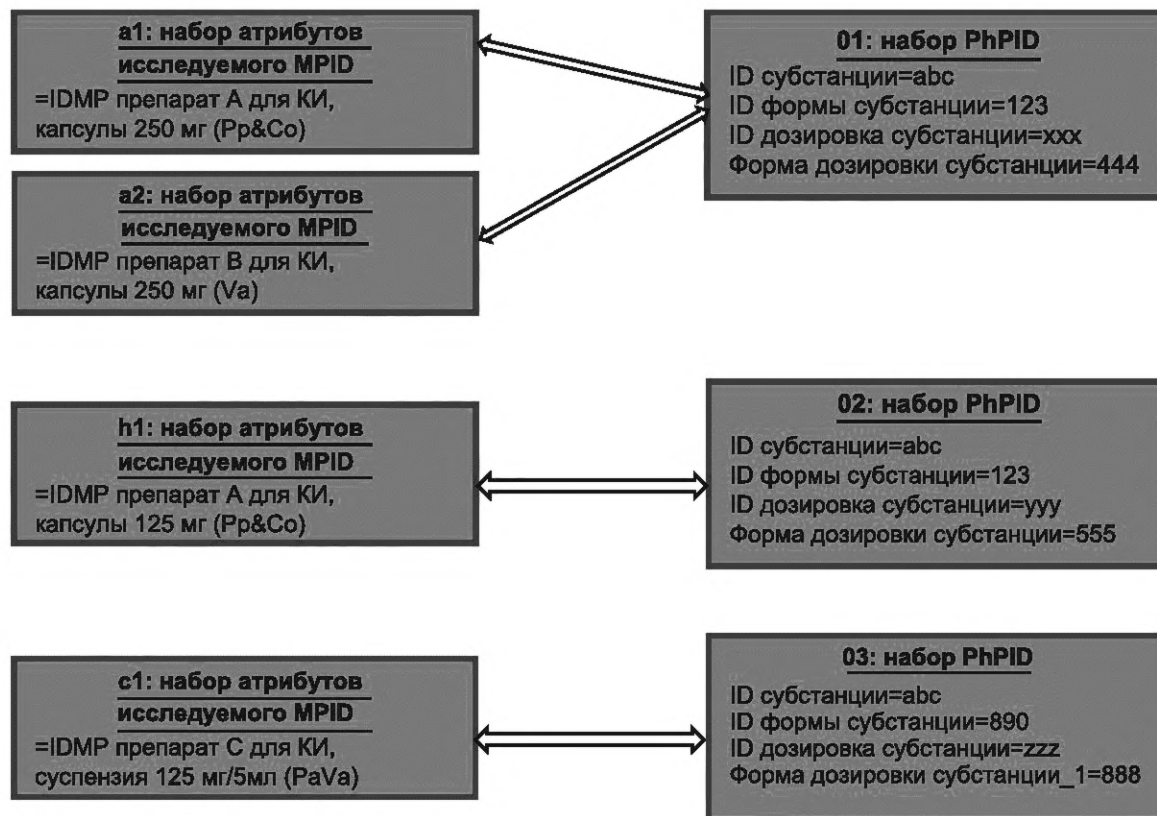 a1: набор атрибутов
исследуемого MPID
=IDMP препарат А для КИ,
капсулы 250 мг (Pp&Co)
01: набор PhPID
ID субстанции=abc
ID формы субстанции=123
ID дозировка субстанции=xxx
Форма дозировки субстанции=444
a2: набор атрибутов
исследуемого MPID
=IDMP препарат В для КИ,
капсулы 250 мг (Va)
h1: набор атрибутов
исследуемого MPID
=IDMP препарат А для КИ,
капсулы 125 мг (Pp&Co)
02: набор PhPID
ID субстанции=abc
ID формы субстанции=123
ID дозировка субстанции=yyy
Форма дозировки субстанции=555
c1: набор атрибутов
исследуемого MPID
=IDMP препарат С для КИ,
суспензия 125 мг/5мл (PaVa)
03: набор PhPID
ID субстанции=abc
ID формы субстанции=890
ID дозировка субстанции=zzz
Форма дозировки субстанции_1=888